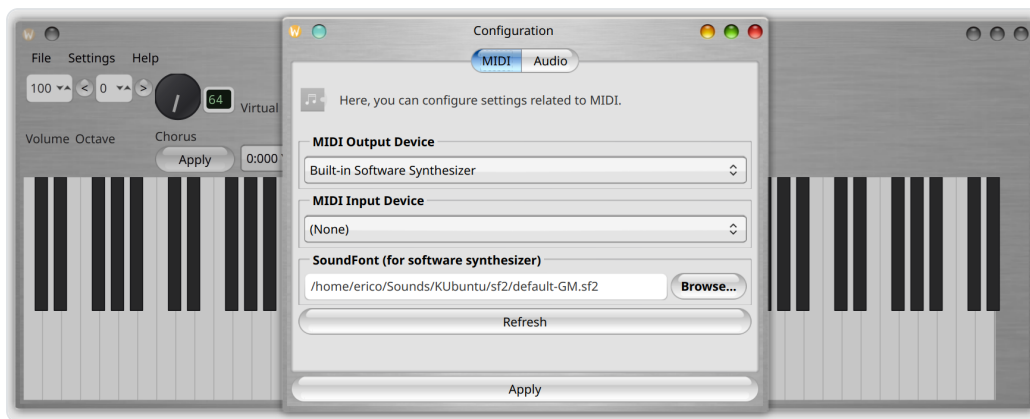 Configuration
File Settings Help
MIDI Audio
100 < 0 > 64 Virtual
Here, you can configure settings related to MIDI.
Volume Octave Chorus
Apply 0:000
MIDI Output Device
Built-in Software Synthesizer
MIDI Input Device
(None)
SoundFont (for software synthesizer)
/home/erico/Sounds/KUbuntu/sf2/default-GM.sf2 Browse...
Refresh
Apply